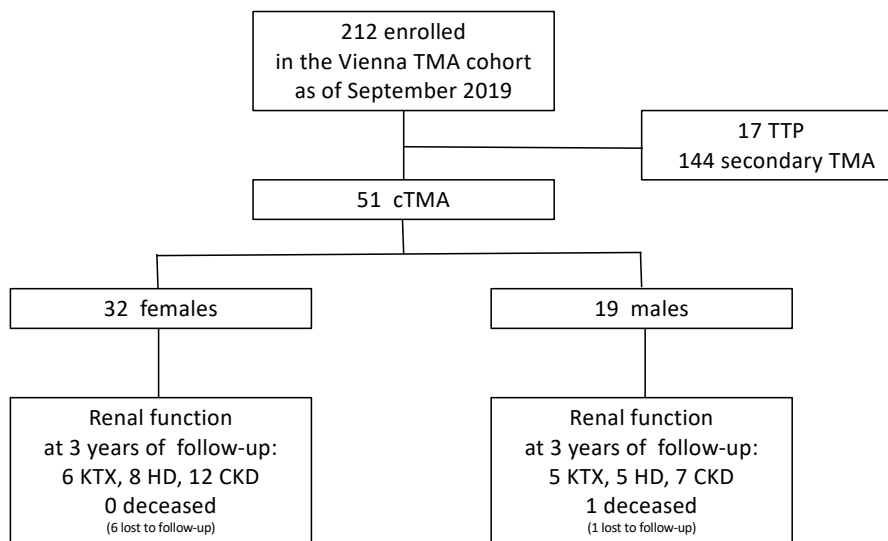 212 enrolled
in the Vienna TMA cohort
as of September 2019
17 TTP
144 secondary TMA
51 cTMA
32 females
19 males
Renal function
at 3 years of follow-up:
6 KTX, 8 HD, 12 CKD
0 deceased
(6 lost to follow-up)
Renal function
at 3 years of follow-up:
5 KTX, 5 HD, 7 CKD
1 deceased
(1 lost to follow-up)